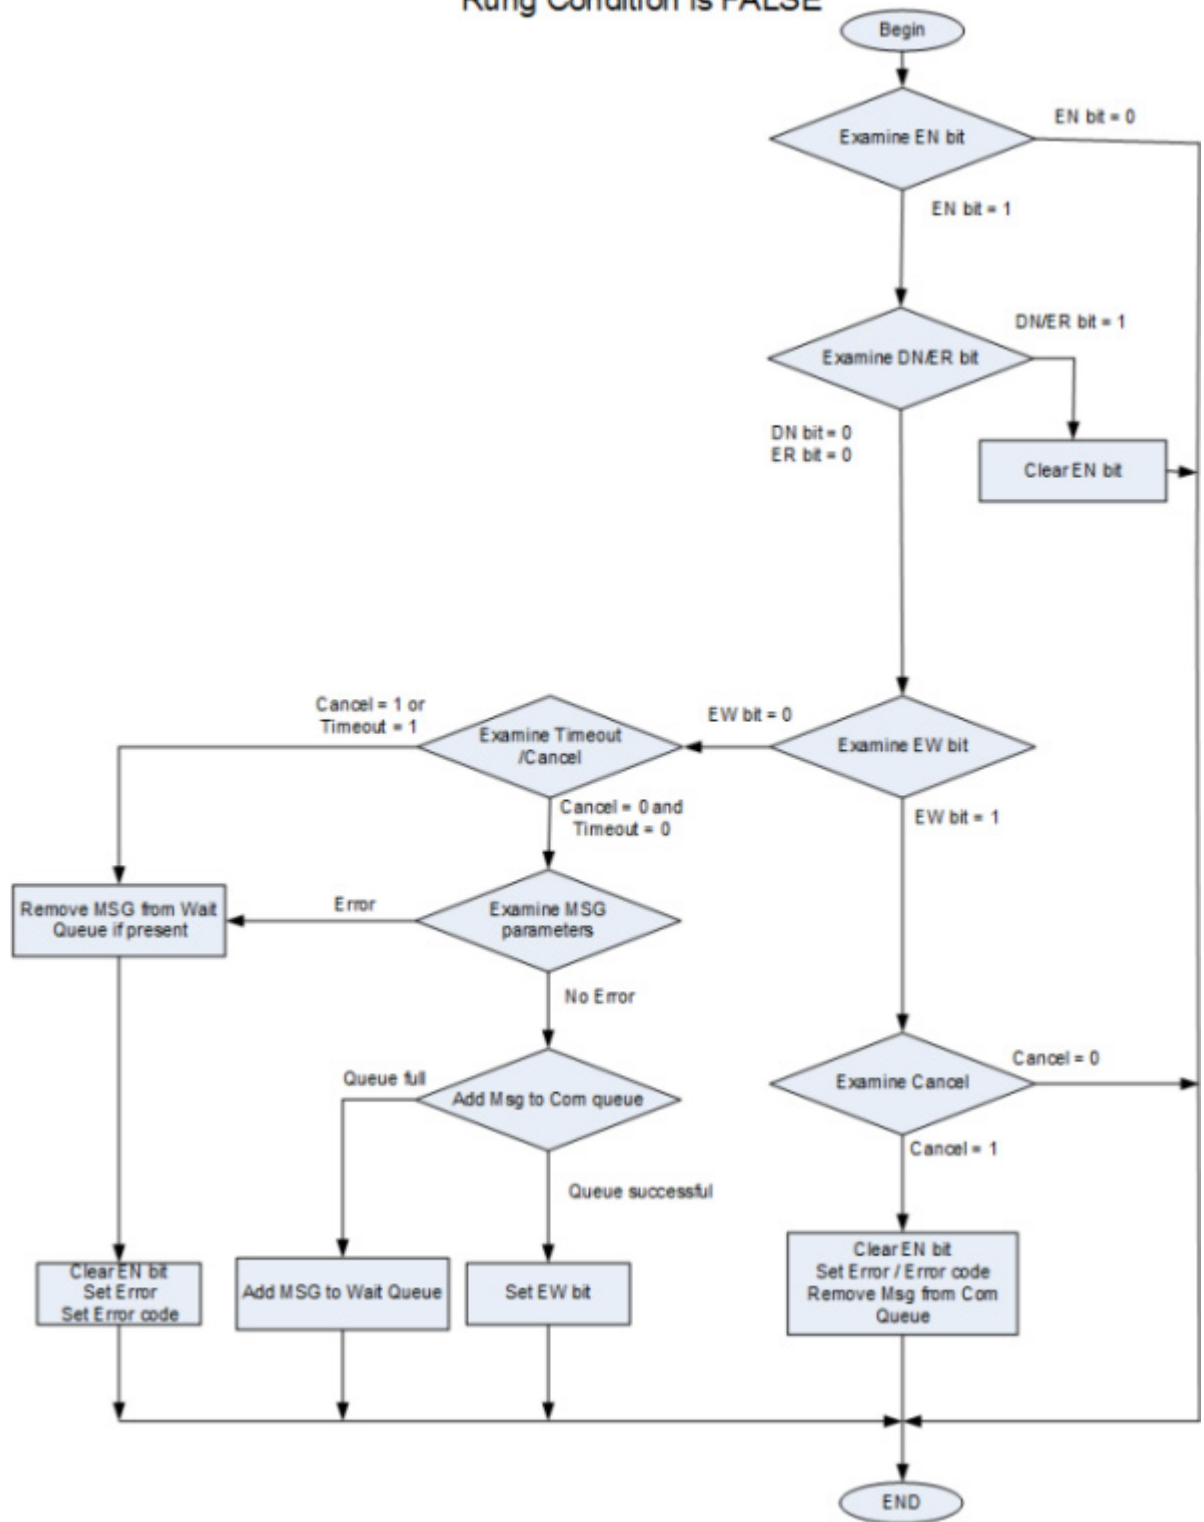 Rung Condition is FALSE
Begin
Examine EN bit
EN bit = 0
EN bit = 1
Examine DN/ER bit
DN/ER bit = 1
DN bit = 0
ER bit = 0
Clear EN bit
Examine EW bit
EW bit = 0
EW bit = 1
Examine Timeout
/Cancel
Cancel = 1 or
Timeout = 1
Cancel = 0 and
Timeout = 0
Remove MSG from Wait
Queue if present
Error
Examine MSG
parameters
No Error
Queue full
Add Msg to Com queue
Queue successful
Examine Cancel
Cancel = 0
Cancel = 1
Clear EN bit
Set Error
Set Error code
Add MSG to Wait Queue
Set EW bit
Clear EN bit
Set Error / Error code
Remove Msg from Com
Queue
END